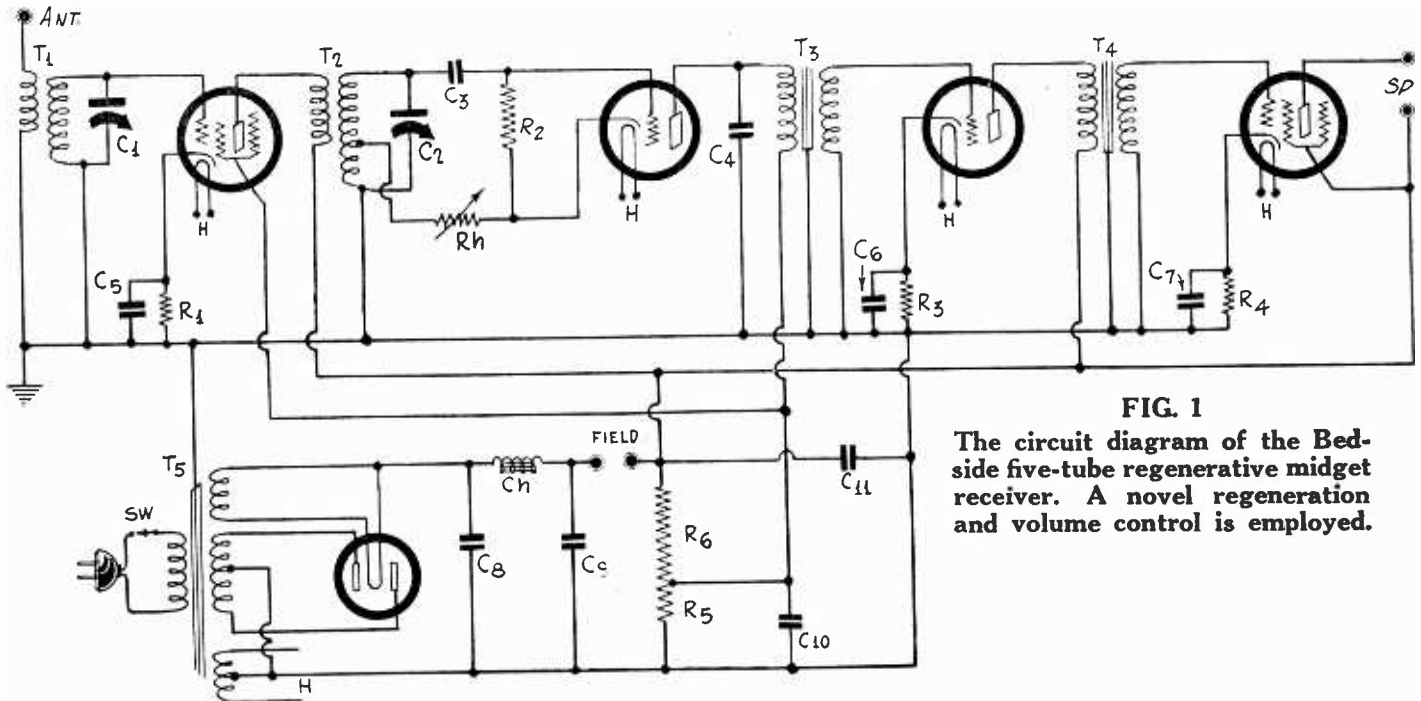 ANT.
T1
T2
T3
T4
C1
C2
C3
R2
C4
SP
H
Rh
H
H
H
C5
R1
C6
R3
C7
R4
FIG. 1
The circuit diagram of the Bed-
side five-tube regenerative midget
receiver. A novel regeneration
and volume control is employed.
T5
SW
FIELD
Ch
C11
C8
C9
R6
R5
C10
H